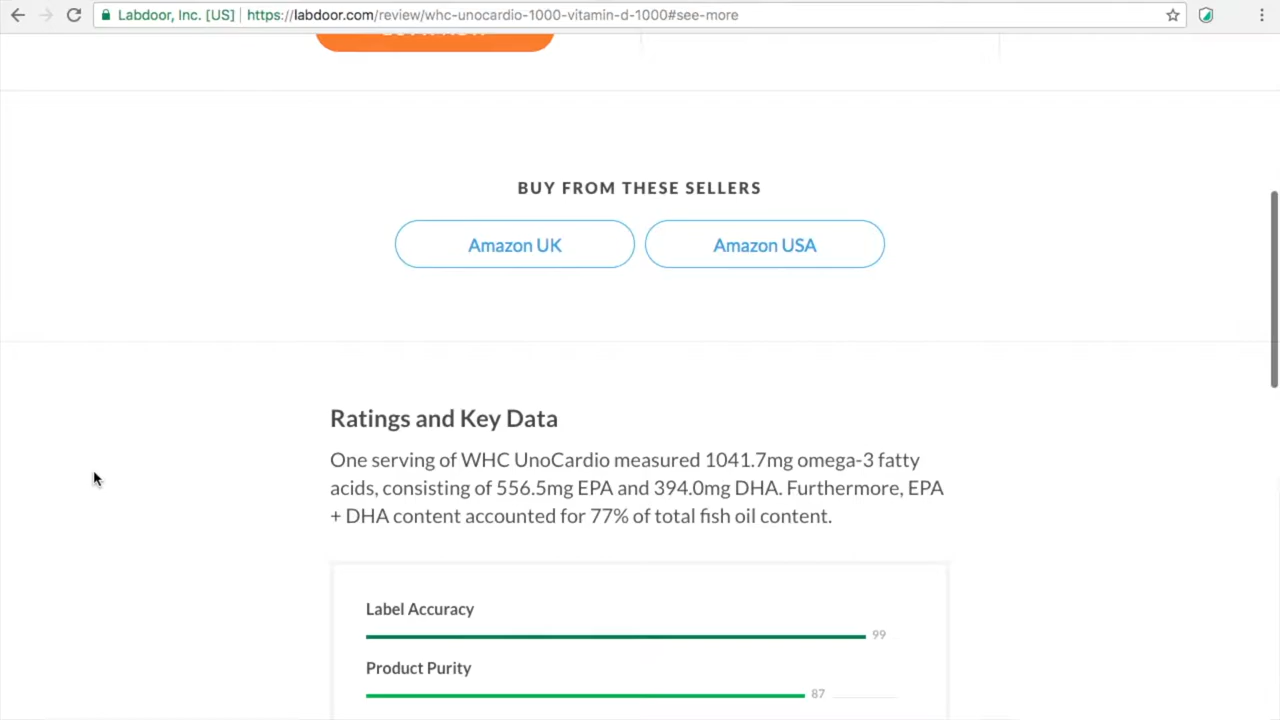 Labdoor, Inc. [US] https://labdoor.com/review/whc-unocardio-1000-vitamin-d-1000#see-more
BUY FROM THESE SELLERS
Amazon UK Amazon USA
Ratings and Key Data
One serving of WHC UnoCardio measured 1041.7mg omega-3 fatty
acids, consisting of 556.5mg EPA and 394.0mg DHA. Furthermore, EPA
+ DHA content accounted for 77% of total fish oil content.
Label Accuracy
99
Product Purity
87